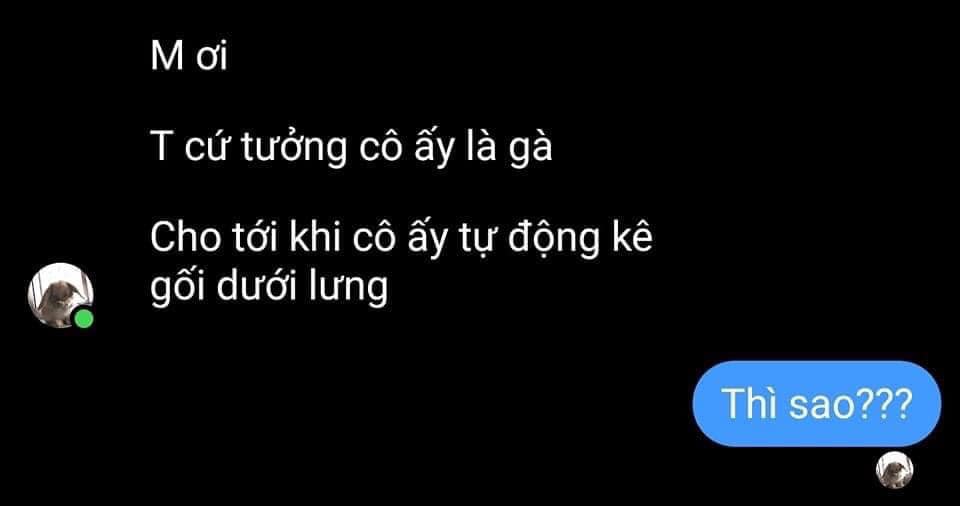 M ơi
T cứ tưởng cô ấy là gà
Cho tới khi cô ấy tự động kê
gối dưới lưng
Thì sao???